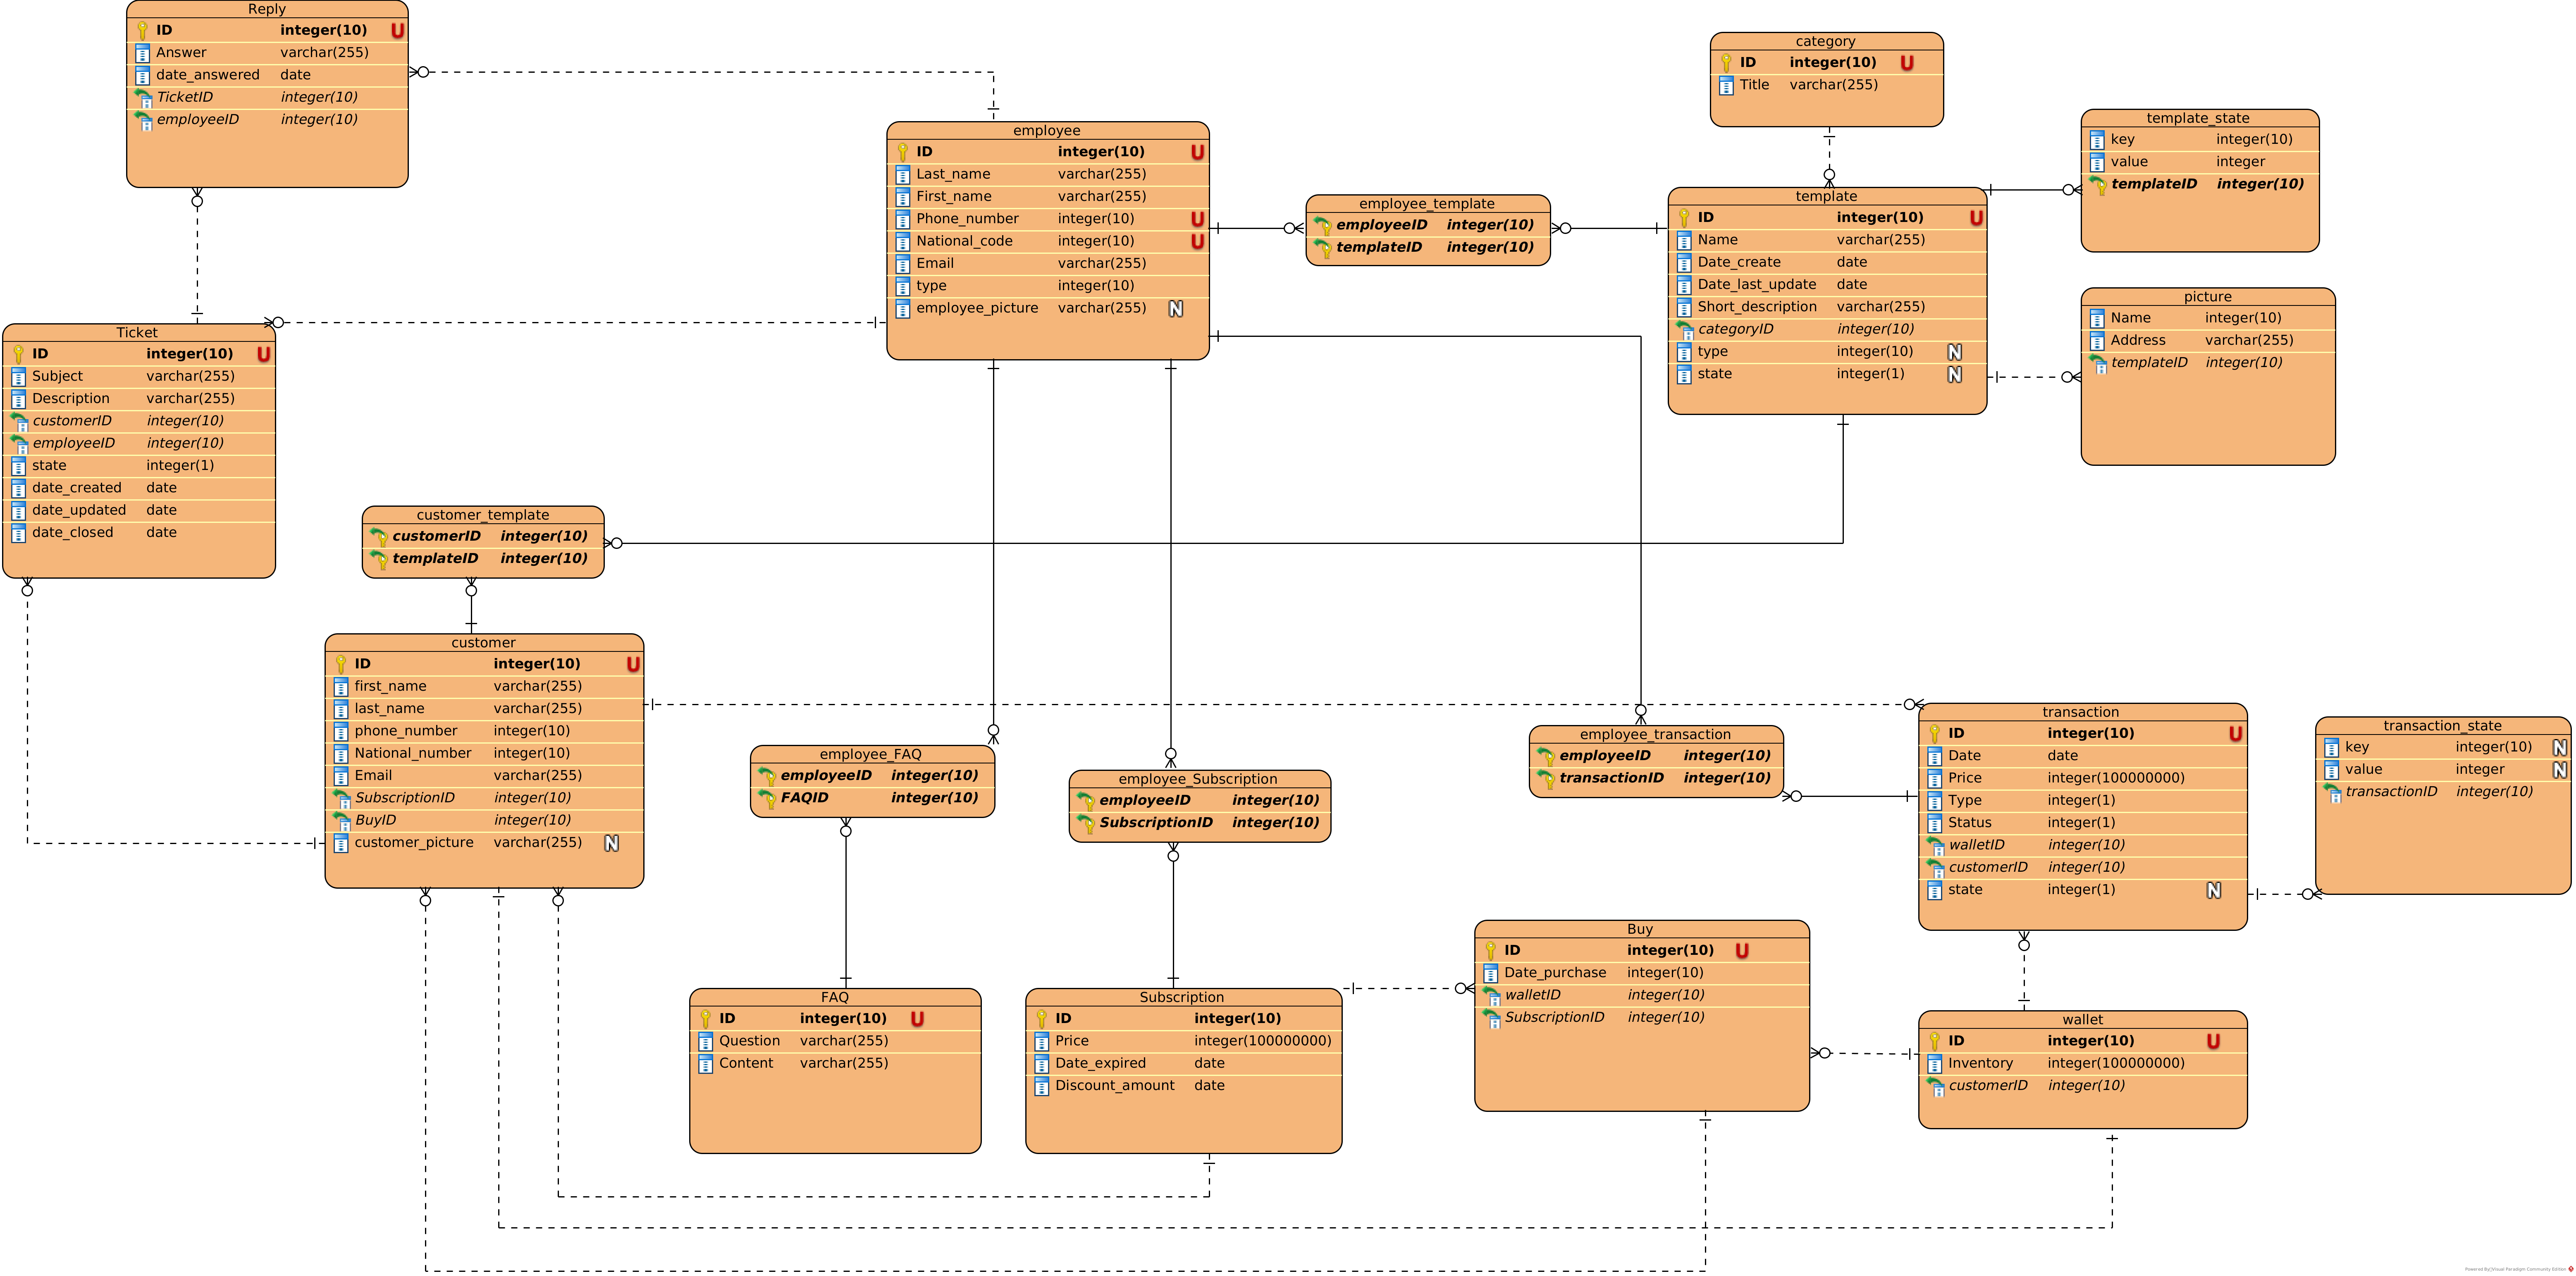 Reply
ID integer(10) U
Answer varchar(255)
date_answered date
TicketID integer(10)
employeeID integer(10)
category
ID integer(10) U
Title varchar(255)
template_state
key integer(10)
value integer
templateID integer(10)
employee
ID integer(10) U
Last_name varchar(255)
First_name varchar(255)
Phone_number integer(10) U
National_code integer(10) U
Email varchar(255)
type integer(10)
employee_picture varchar(255) N
employee_template
employeeID integer(10)
templateID integer(10)
template
ID integer(10) U
Name varchar(255)
Date_create date
Date_last_update date
Short_description varchar(255)
categoryID integer(10)
type integer(10) N
state integer(1) N
picture
Name integer(10)
Address varchar(255)
templateID integer(10)
Ticket
ID integer(10) U
Subject varchar(255)
Description varchar(255)
customerID integer(10)
employeeID integer(10)
state integer(1)
date_created date
date_updated date
date_closed date
customer_template
customerID integer(10)
templateID integer(10)
customer
ID integer(10) U
first_name varchar(255)
last_name varchar(255)
phone_number integer(10)
National_number integer(10)
Email varchar(255)
SubscriptionID integer(10)
BuyID integer(10)
customer_picture varchar(255) N
employee_FAQ
employeeID integer(10)
FAQID integer(10)
employee_Subscription
employeeID integer(10)
SubscriptionID integer(10)
employee_transaction
employeeID integer(10)
transactionID integer(10)
transaction
ID integer(10) U
Date date
Price integer(100000000)
Type integer(1)
Status integer(1)
walletID integer(10)
customerID integer(10)
state integer(1) N
transaction_state
key integer(10) N
value integer N
transactionID integer(10)
FAQ
ID integer(10) U
Question varchar(255)
Content varchar(255)
Subscription
ID integer(10)
Price integer(100000000)
Date_expired date
Discount_amount date
Buy
ID integer(10) U
Date_purchase integer(10)
walletID integer(10)
SubscriptionID integer(10)
wallet
ID integer(10) U
Inventory integer(100000000)
customerID integer(10)
Powered By Visual Paradigm Community Edition